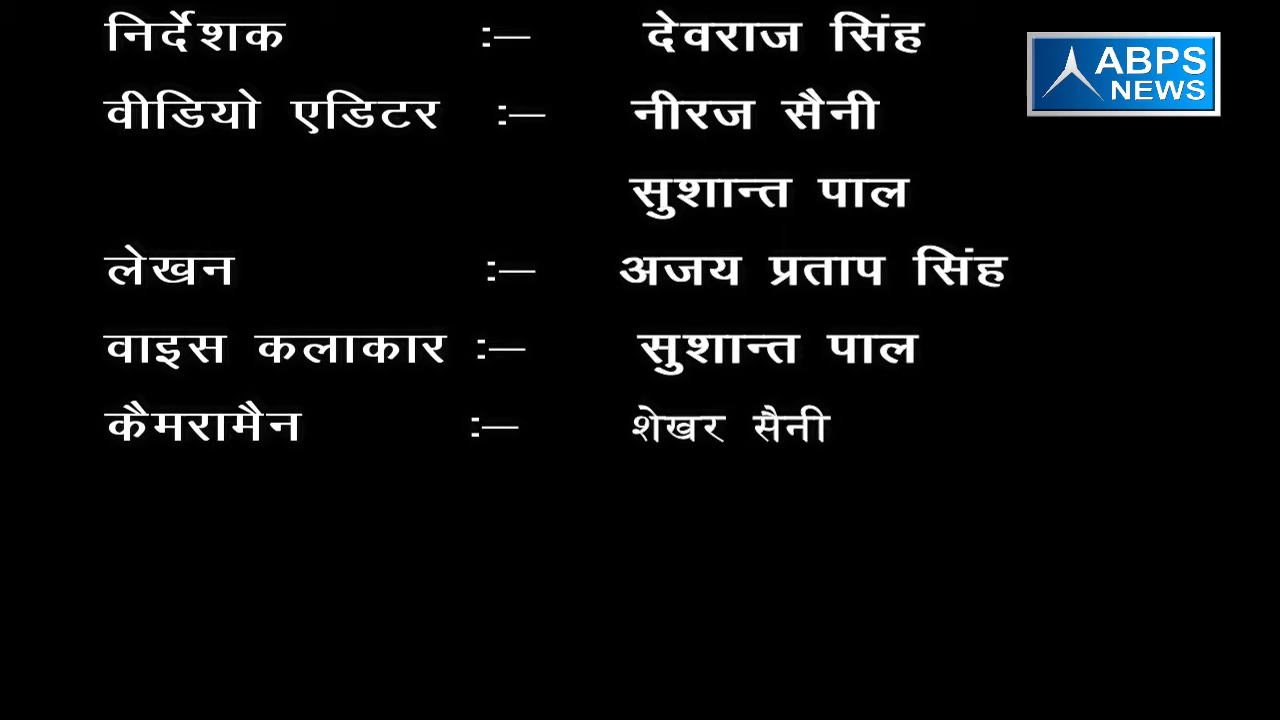 निर्देशक :— देवराज सिंह
वीडियो एडिटर :— नीरज सैनी
सुशान्त पाल
लेखन :— अजय प्रताप सिंह
वाइस कलाकार :— सुशान्त पाल
कैमरामैन :— शेखर सैनी
ABPS
NEWS